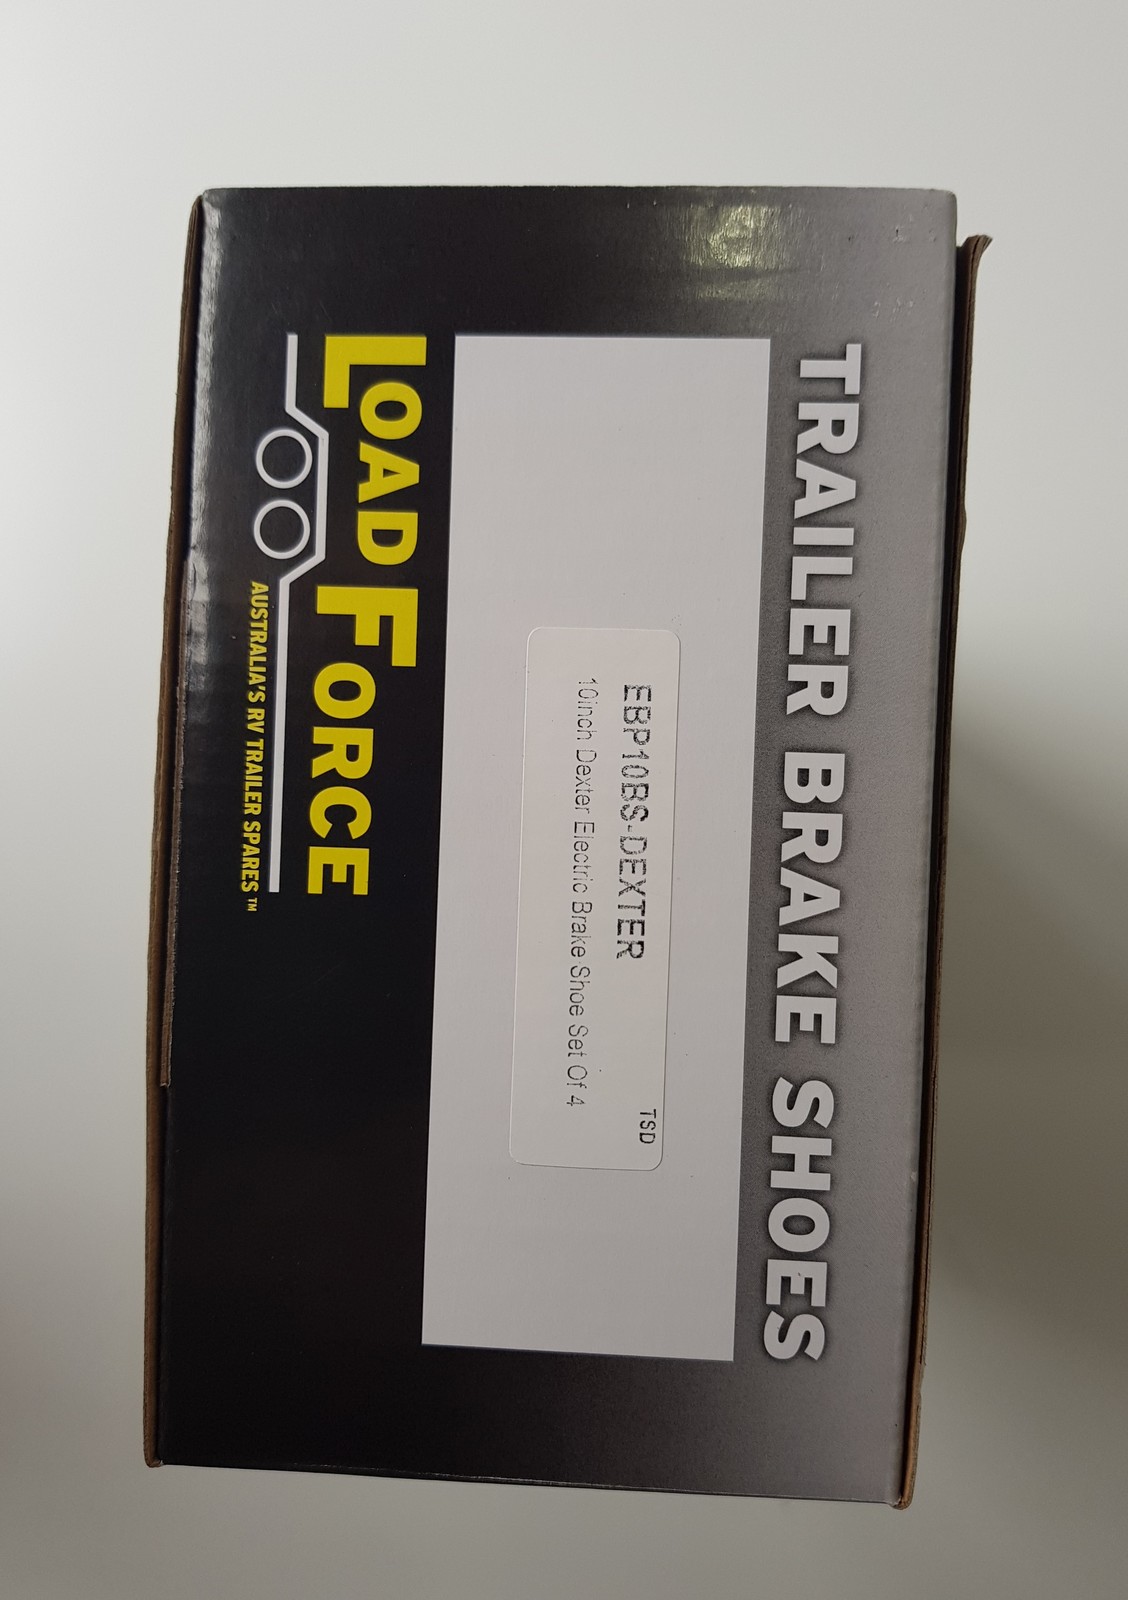 TRAILER BRAKE SHOES
TSD
EBP10BS-DEXTER
10inch Dexter Electric Brake Shoe Set Of 4
LOAD FORCE
AUSTRALIA'S RV TRAILER SPARES™